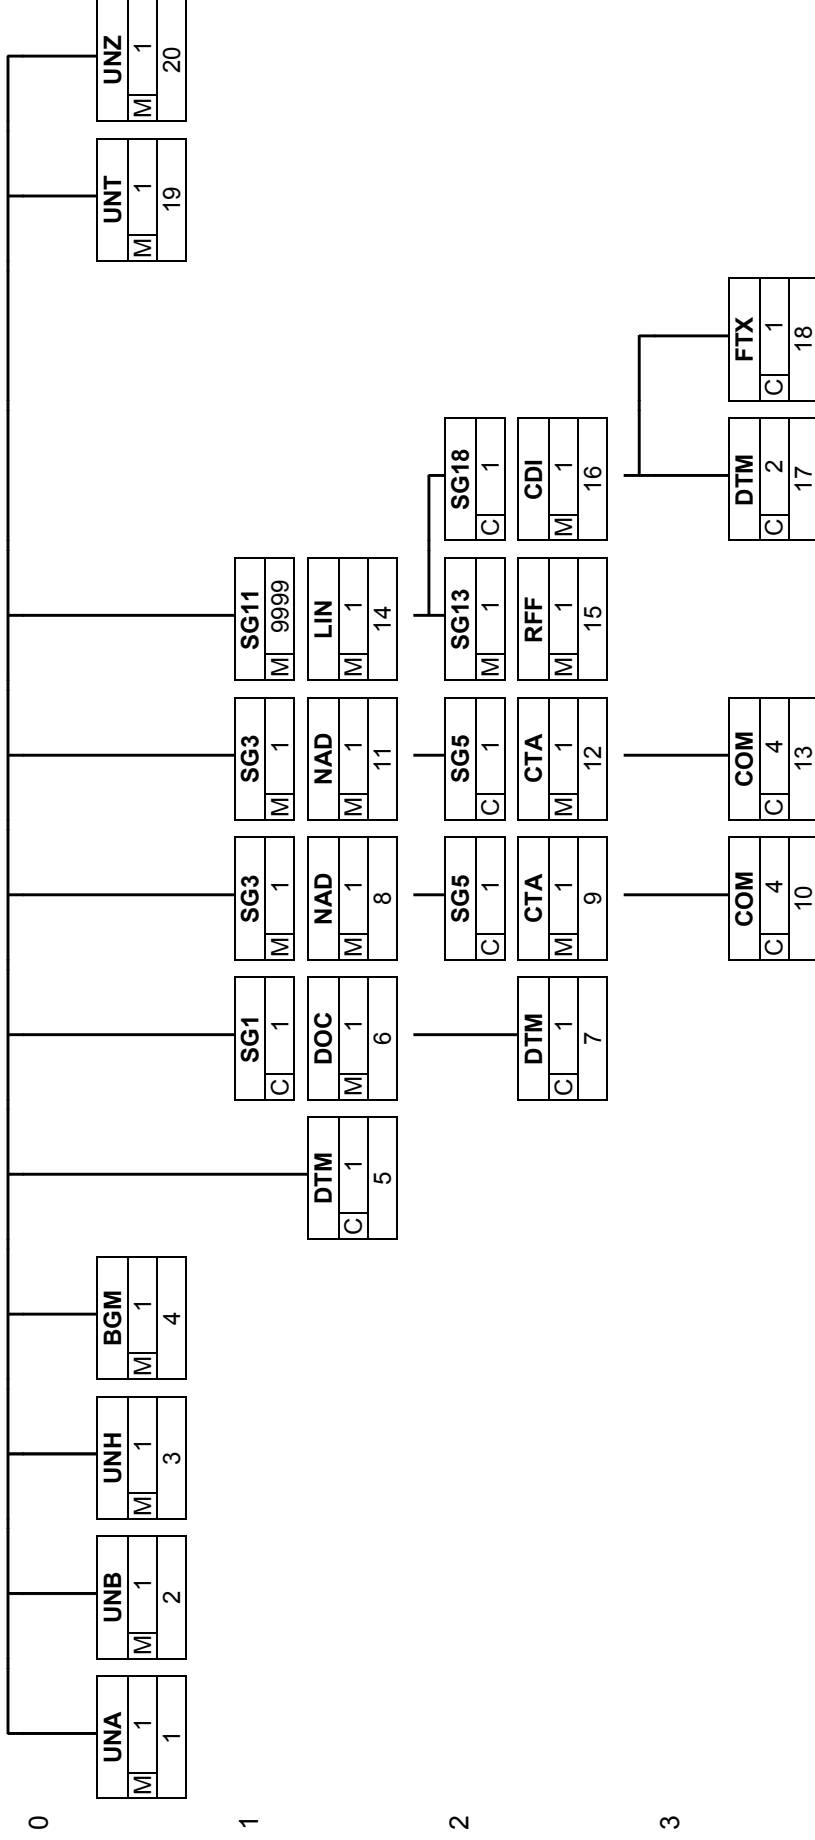 0
UNA
M 1
1
UNB
M 1
2
UNH
M 1
3
BGM
M 1
4
UNT
M 1
19
UNZ
M 1
20
1
DTM
C 1
5
SG1
C 1
DOC
M 1
6
SG3
M 1
NAD
M 1
8
SG3
M 1
NAD
M 1
11
SG11
M 9999
LIN
M 1
14
2
DTM
C 1
7
SG5
C 1
CTA
M 1
9
SG5
C 1
CTA
M 1
12
SG13
M 1
RFF
M 1
15
SG18
C 1
CDI
M 1
16
3
COM
C 4
10
COM
C 4
13
DTM
C 2
17
FTX
C 1
18